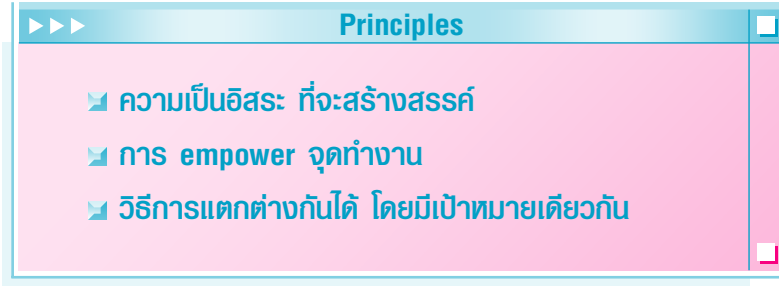 Principles
ความเป็นอิสระ ที่จะสร้างสรรค์
การ empower จุดทำงาน
วิธีการแตกต่างกันได้ โดยมีเป้าหมายเดียวกัน